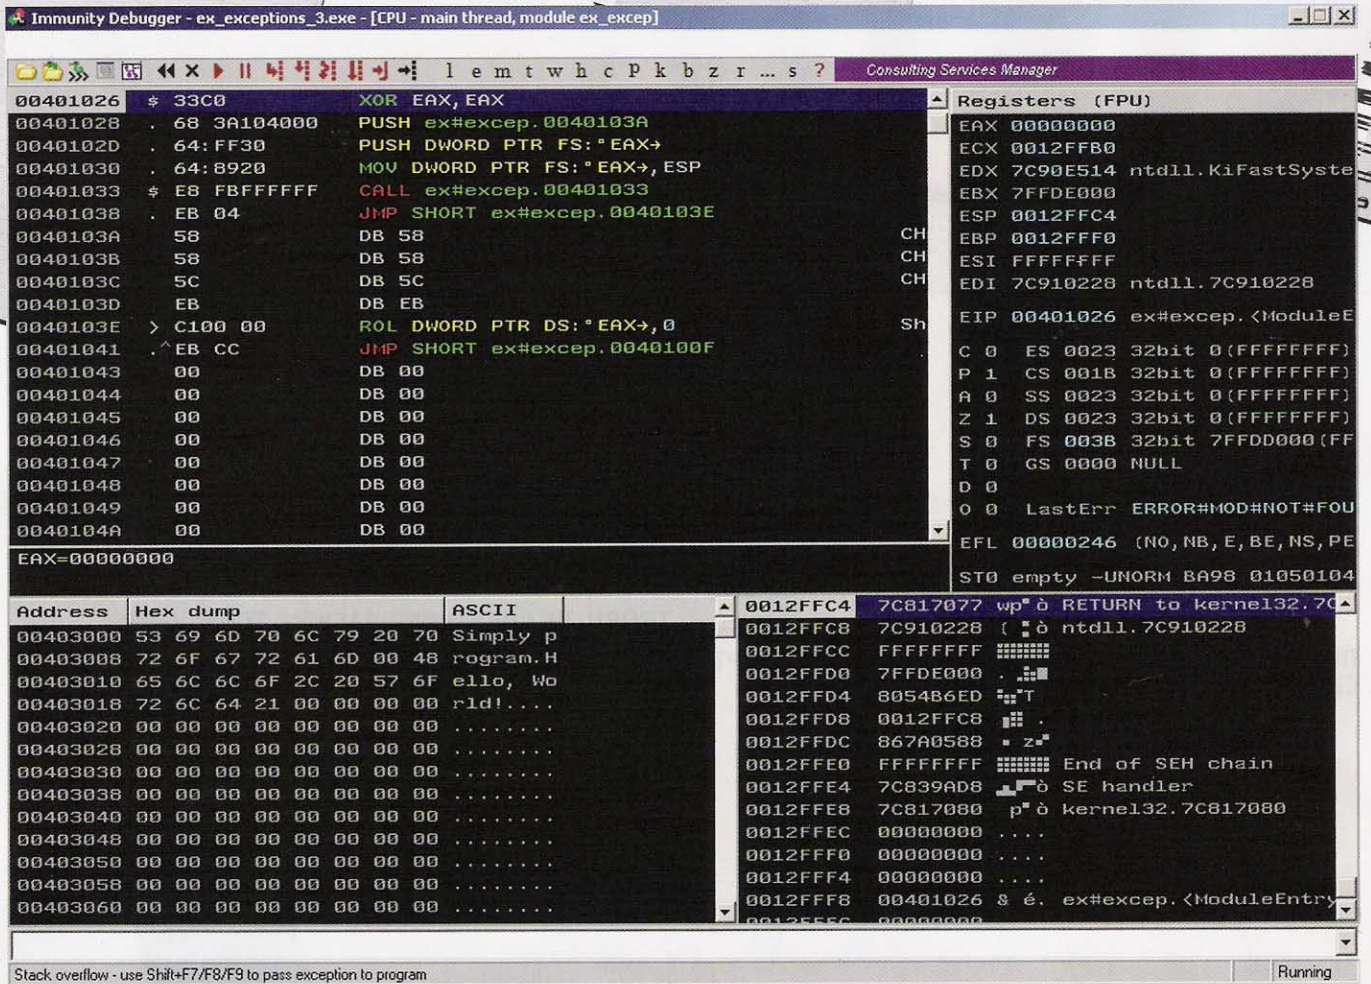 Immunity Debugger - ex_exceptions_3.exe - [CPU - main thread, module ex_excep]
l e m t w h c P k b z r ... s ? Consulting Services Manager
00401026 $ 33C0 XOR EAX,EAX
00401028 . 68 3A104000 PUSH ex#excep.0040103A
0040102D . 64:FF30 PUSH DWORD PTR FS:°EAX→
00401030 . 64:8920 MOV DWORD PTR FS:°EAX→,ESP
00401033 $ E8 FBFFFFFF CALL ex#excep.00401033
00401038 . EB 04 JMP SHORT ex#excep.0040103E
0040103A 58 DB 58 CH
0040103B 58 DB 58 CH
0040103C 5C DB 5C CH
0040103D EB DB EB
0040103E > C100 00 ROL DWORD PTR DS:°EAX→,0 Sh
00401041 .^EB CC JMP SHORT ex#excep.0040100F
00401043 00 DB 00
00401044 00 DB 00
00401045 00 DB 00
00401046 00 DB 00
00401047 00 DB 00
00401048 00 DB 00
00401049 00 DB 00
0040104A 00 DB 00
EAX=00000000
Registers (FPU)
EAX 00000000
ECX 0012FFB0
EDX 7C90E514 ntdll.KiFastSyste
EBX 7FFDE000
ESP 0012FFC4
EBP 0012FFF0
ESI FFFFFFFF
EDI 7C910228 ntdll.7C910228
EIP 00401026 ex#excep.<ModuleE
C 0 ES 0023 32bit 0(FFFFFFFF)
P 1 CS 001B 32bit 0(FFFFFFFF)
A 0 SS 0023 32bit 0(FFFFFFFF)
Z 1 DS 0023 32bit 0(FFFFFFFF)
S 0 FS 003B 32bit 7FFDD000(FF
T 0 GS 0000 NULL
D 0
O 0 LastErr ERROR#MOD#NOT#FOU
EFL 00000246 (NO,NB,E,BE,NS,PE
ST0 empty -UNORM BA98 01050104
Address Hex dump ASCII
00403000 53 69 6D 70 6C 79 20 70 Simply p
00403008 72 6F 67 72 61 6D 00 48 rogram.H
00403010 65 6C 6C 6F 2C 20 57 6F ello, Wo
00403018 72 6C 64 21 00 00 00 00 rld!....
00403020 00 00 00 00 00 00 00 00 ........
00403028 00 00 00 00 00 00 00 00 ........
00403030 00 00 00 00 00 00 00 00 ........
00403038 00 00 00 00 00 00 00 00 ........
00403040 00 00 00 00 00 00 00 00 ........
00403048 00 00 00 00 00 00 00 00 ........
00403050 00 00 00 00 00 00 00 00 ........
00403058 00 00 00 00 00 00 00 00 ........
00403060 00 00 00 00 00 00 00 00 ........
0012FFC4 7C817077 wp ò RETURN to kernel32.7C
0012FFC8 7C910228 ( ò ntdll.7C910228
0012FFCC FFFFFFFF
0012FFD0 7FFDE000 .
0012FFD4 8054B6ED T
0012FFD8 0012FFC8 .
0012FFDC 867A0588 z
0012FFE0 FFFFFFFF End of SEH chain
0012FFE4 7C839AD8 ò SE handler
0012FFE8 7C817080 p ò kernel32.7C817080
0012FFEC 00000000 ....
0012FFF0 00000000 ....
0012FFF4 00000000 ....
0012FFF8 00401026 & é. ex#excep.<ModuleEntry
Stack overflow - use Shift+F7/F8/F9 to pass exception to program
Running